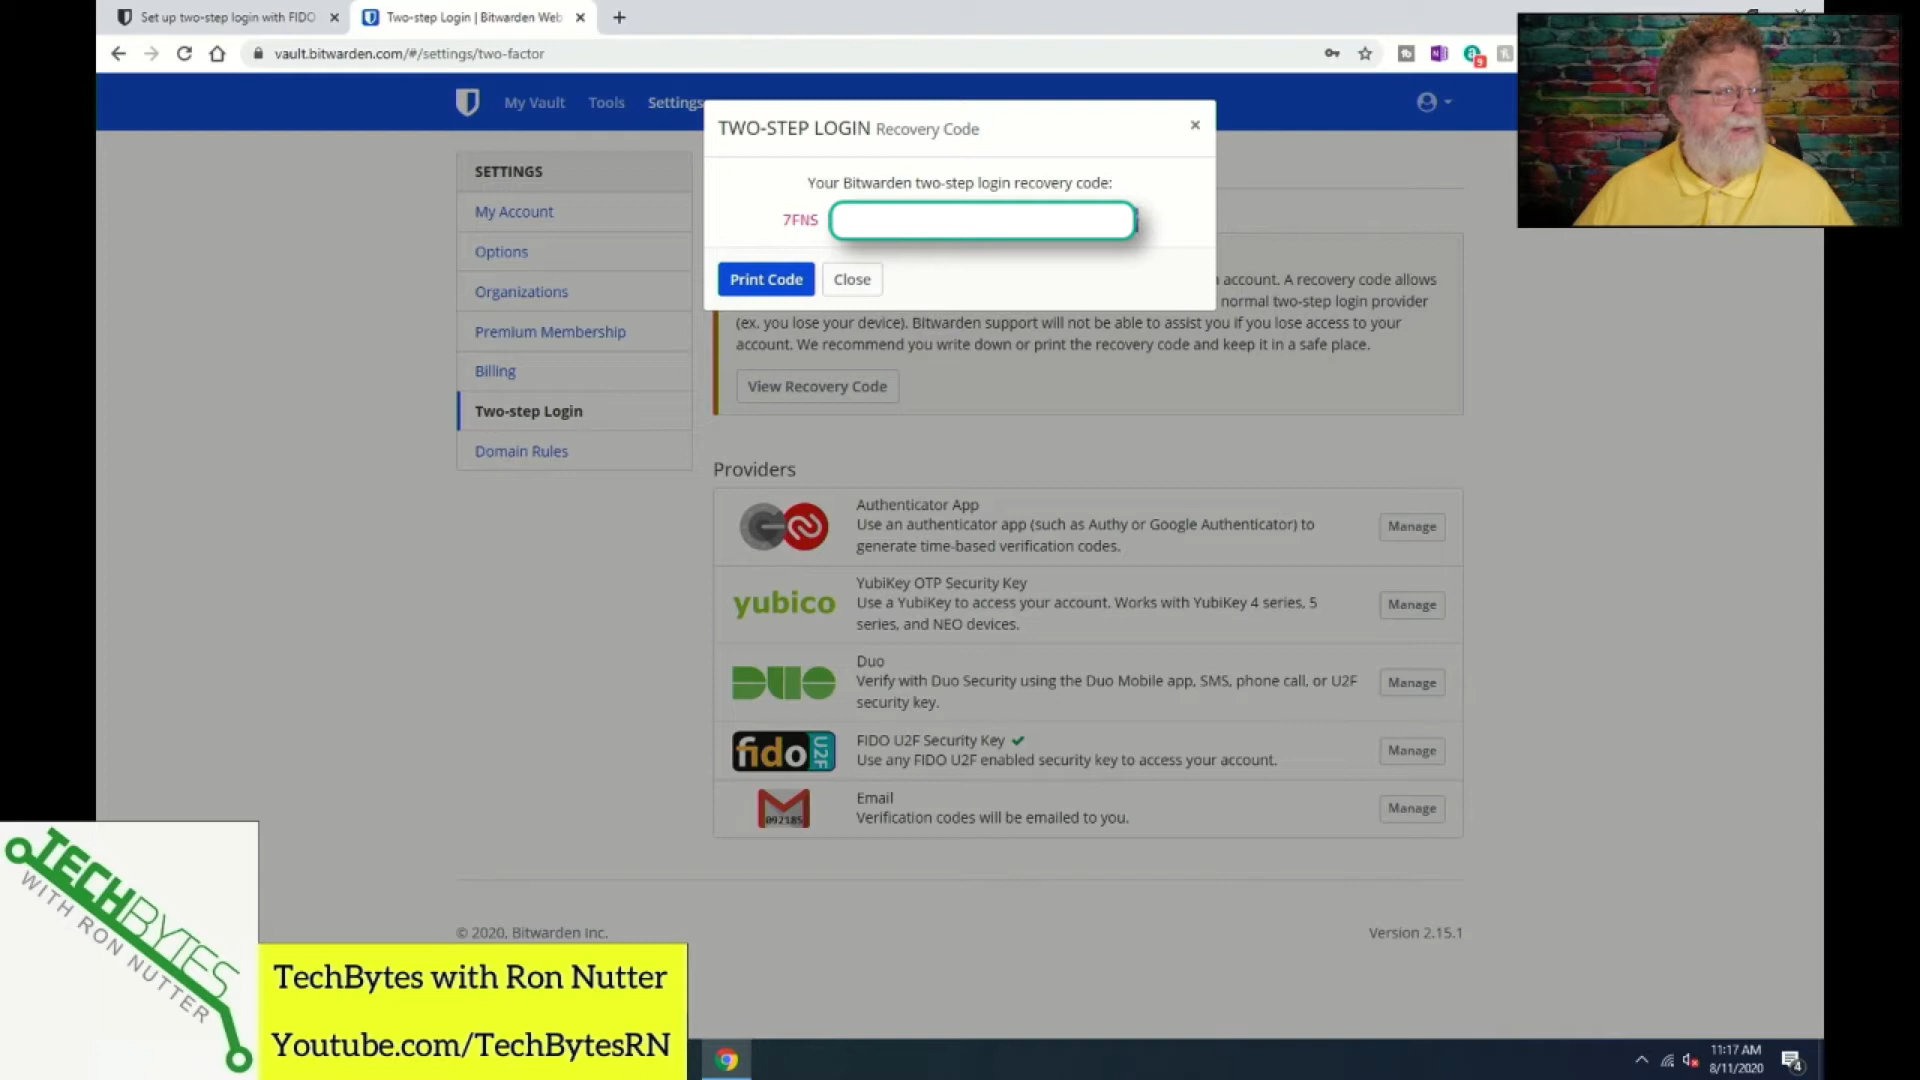 Set up two-step login with FIDO
Two-step Login | Bitwarden Web
vault.bitwarden.com/#/settings/two-factor
9
My Vault
Tools
Settings
TWO-STEP LOGIN Recovery Code
Your Bitwarden two-step login recovery code:
7FNS
Print Code
Close
SETTINGS
My Account
Options
Organizations
Premium Membership
Billing
Two-step Login
Domain Rules
account. A recovery code allows
normal two-step login provider
(ex. you lose your device). Bitwarden support will not be able to assist you if you lose access to your
account. We recommend you write down or print the recovery code and keep it in a safe place.
View Recovery Code
Providers
Authenticator App
Use an authenticator app (such as Authy or Google Authenticator) to
generate time-based verification codes.
Manage
yubico
YubiKey OTP Security Key
Use a YubiKey to access your account. Works with YubiKey 4 series, 5
series, and NEO devices.
Manage
DUO
Duo
Verify with Duo Security using the Duo Mobile app, SMS, phone call, or U2F
security key.
Manage
fido U2F
FIDO U2F Security Key
Use any FIDO U2F enabled security key to access your account.
Manage
092185
Email
Verification codes will be emailed to you.
Manage
© 2020, Bitwarden Inc.
Version 2.15.1
TECHBYTES
WITH RON NUTTER
TechBytes with Ron Nutter
Youtube.com/TechBytesRN
11:17 AM
8/11/2020
4